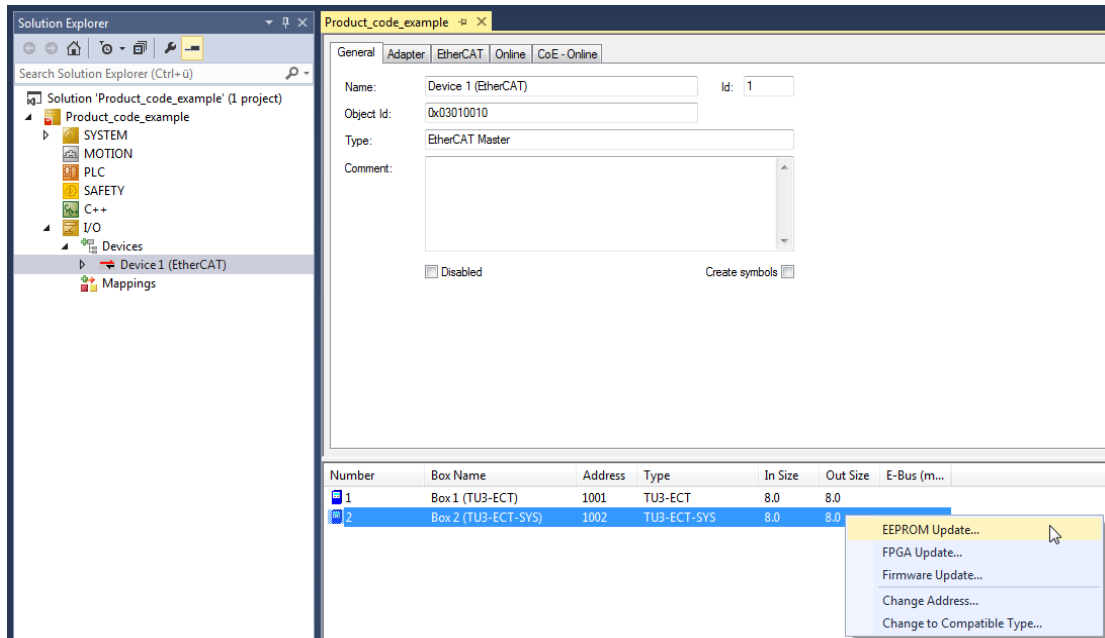 Solution Explorer
Search Solution Explorer (Ctrl+ü)
Solution 'Product_code_example' (1 project)
Product_code_example
SYSTEM
MOTION
PLC
SAFETY
C++
I/O
Devices
Device 1 (EtherCAT)
Mappings
Product_code_example
General Adapter EtherCAT Online CoE - Online
Name: Device 1 (EtherCAT) Id: 1
Object Id: 0x03010010
Type: EtherCAT Master
Comment:
Disabled Create symbols
Number Box Name Address Type In Size Out Size E-Bus (m...
1 Box 1 (TU3-ECT) 1001 TU3-ECT 8.0 8.0
2 Box 2 (TU3-ECT-SYS) 1002 TU3-ECT-SYS 8.0 8.0
EEPROM Update...
FPGA Update...
Firmware Update...
Change Address...
Change to Compatible Type...